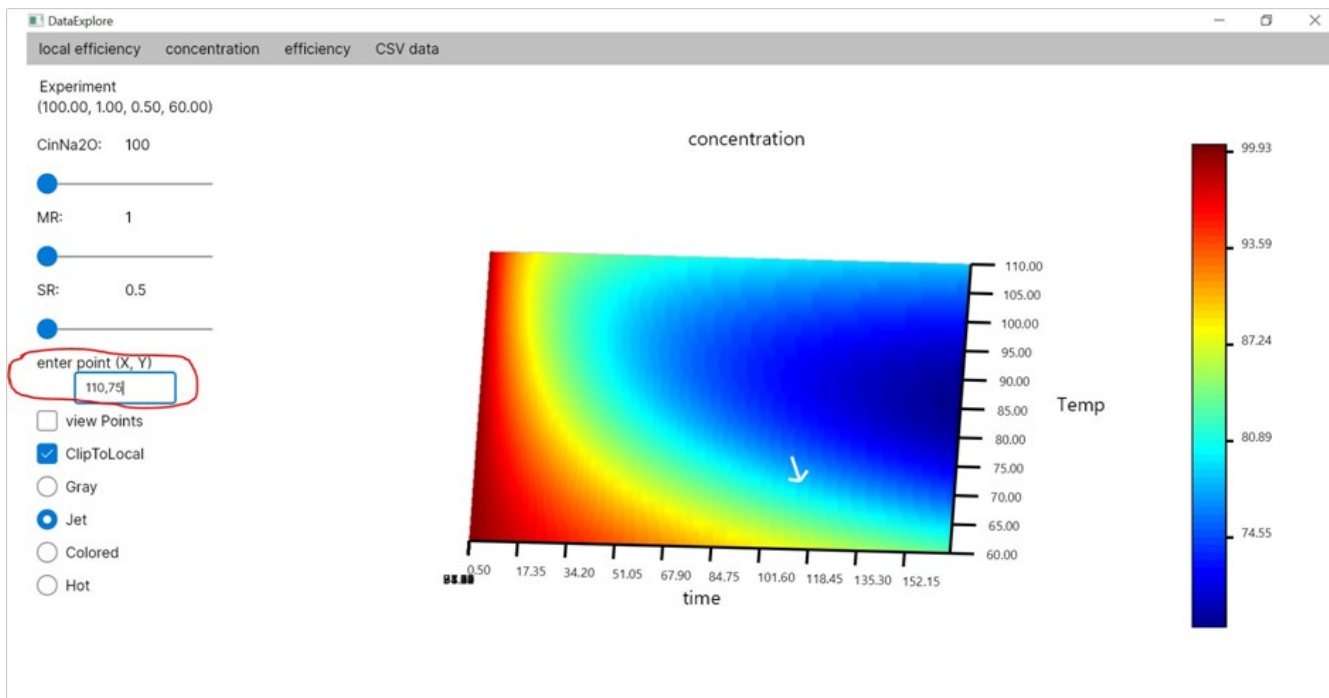 DataExplore
local efficiency concentration efficiency CSV data
Experiment
(100.00, 1.00, 0.50, 60.00)
CinNa2O: 100
MR: 1
SR: 0.5
enter point (X, Y)
110,75
view Points
ClipToLocal
Gray
Jet
Colored
Hot
concentration
110.00
105.00
100.00
95.00
90.00
85.00
80.00
75.00
70.00
65.00
60.00
Temp
0.50 17.35 34.20 51.05 67.90 84.75 101.60 118.45 135.30 152.15
time
99.93
93.59
87.24
80.89
74.55